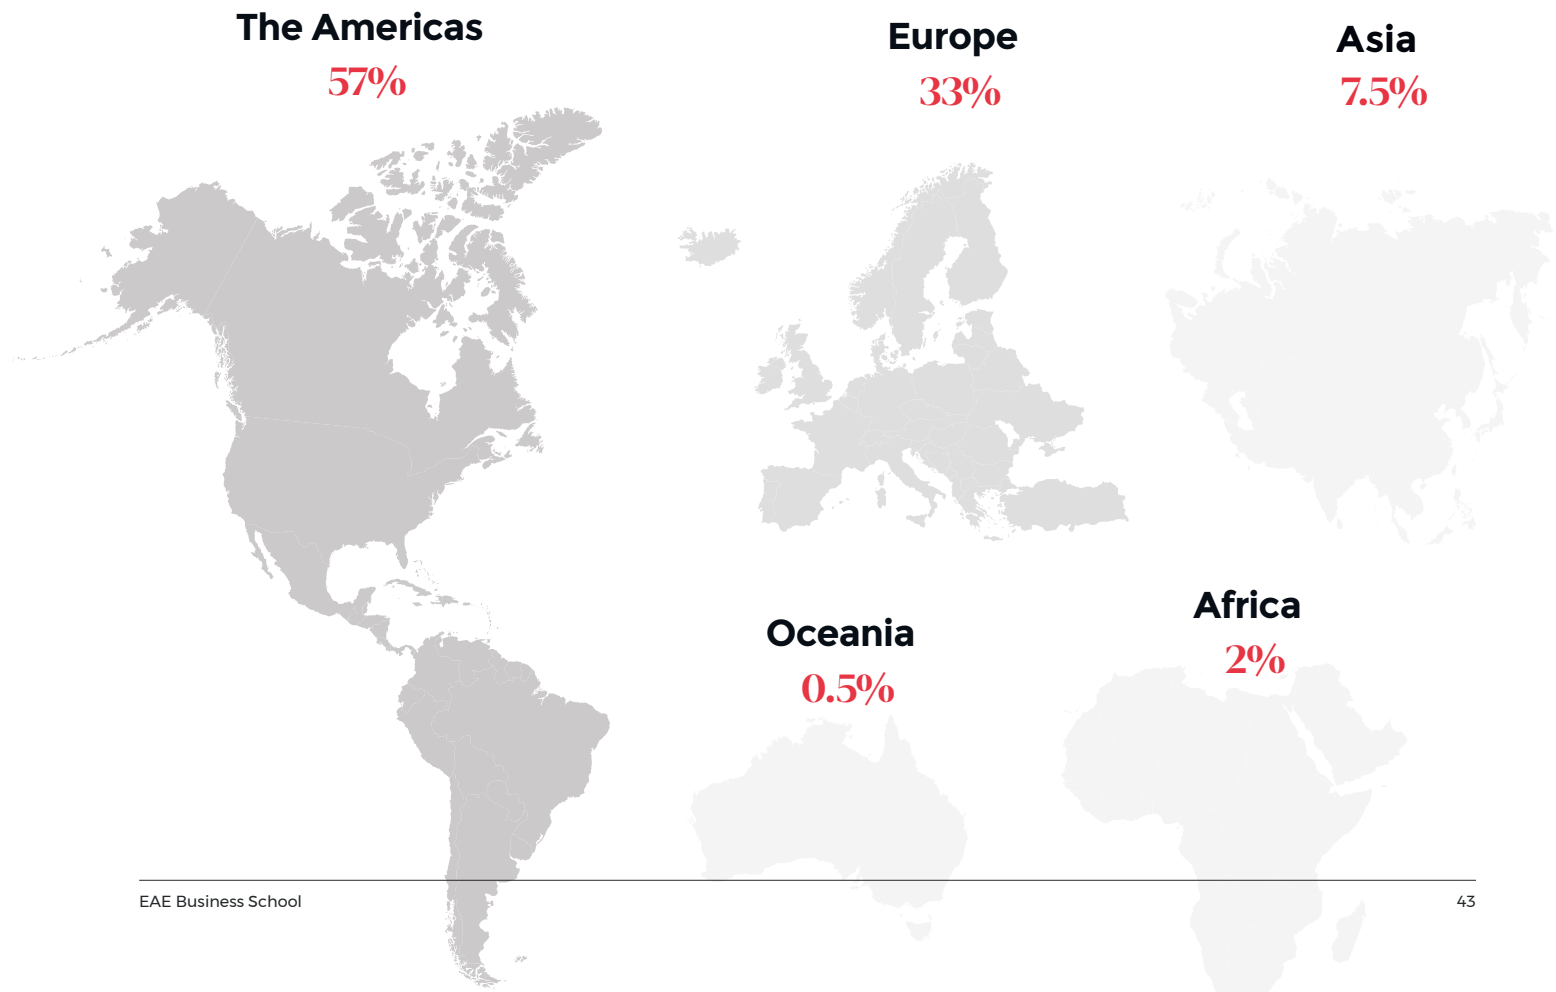 The Americas
57%
Europe
33%
Asia
7.5%
Oceania
0.5%
Africa
2%
EAE Business School
43